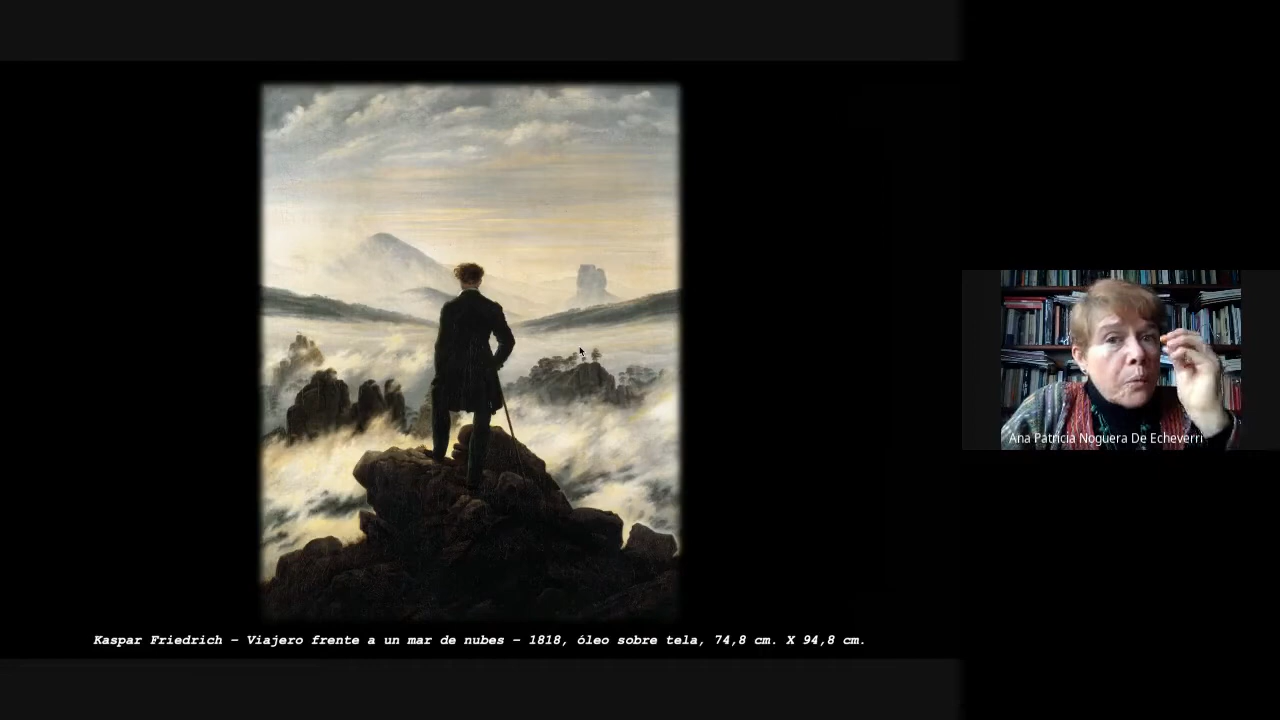 Kaspar Friedrich – Viajero frente a un mar de nubes – 1818, óleo sobre tela, 74,8 cm. X 94,8 cm.
Ana Patricia Noguera De Echeverri